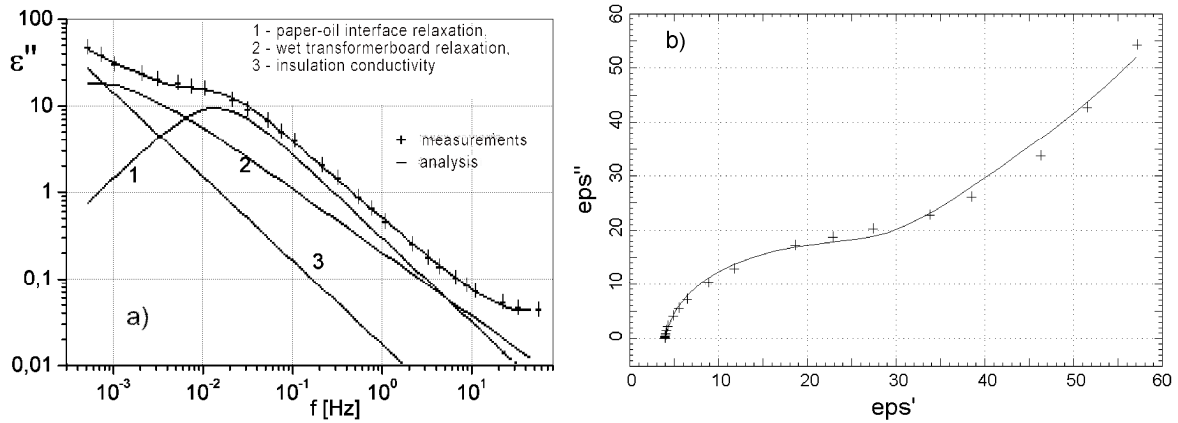 100
10
1
0,1
0,01
ε"
1 - paper-oil interface relaxation,
2 - wet transformerboard relaxation,
3 - insulation conductivity
+ measurements
– analysis
1
2
3
a)
10⁻³ 10⁻² 10⁻¹ 10⁰ 10¹
f [Hz]
b)
60
50
40
30
20
10
0
eps''
0 10 20 30 40 50 60
eps'